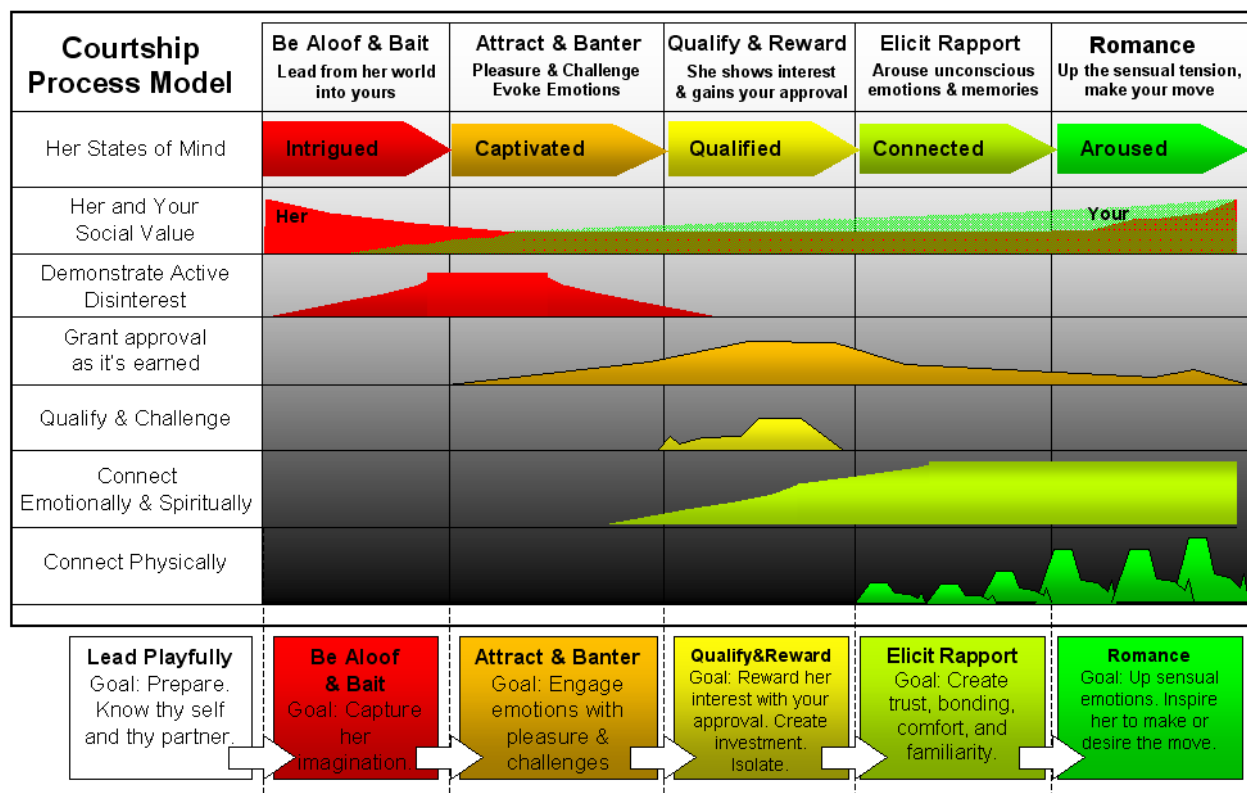 Courtship
Process Model
Be Aloof & Bait
Lead from her world
into yours
Attract & Banter
Pleasure & Challenge
Evoke Emotions
Qualify & Reward
She shows interest
& gains your approval
Elicit Rapport
Arouse unconscious
emotions & memories
Romance
Up the sensual tension,
make your move
Her States of Mind
Intrigued
Captivated
Qualified
Connected
Aroused
Her and Your
Social Value
Her
Your
Demonstrate Active
Disinterest
Grant approval
as it's earned
Qualify & Challenge
Connect
Emotionally & Spiritually
Connect Physically
Lead Playfully
Goal: Prepare.
Know thy self
and thy partner.
Be Aloof
& Bait
Goal: Capture
her
imagination.
Attract & Banter
Goal: Engage
emotions with
pleasure &
challenges
Qualify&Reward
Goal: Reward her
interest with your
approval. Create
investment.
Isolate.
Elicit Rapport
Goal: Create
trust, bonding,
comfort, and
familiarity.
Romance
Goal: Up sensual
emotions. Inspire
her to make or
desire the move.